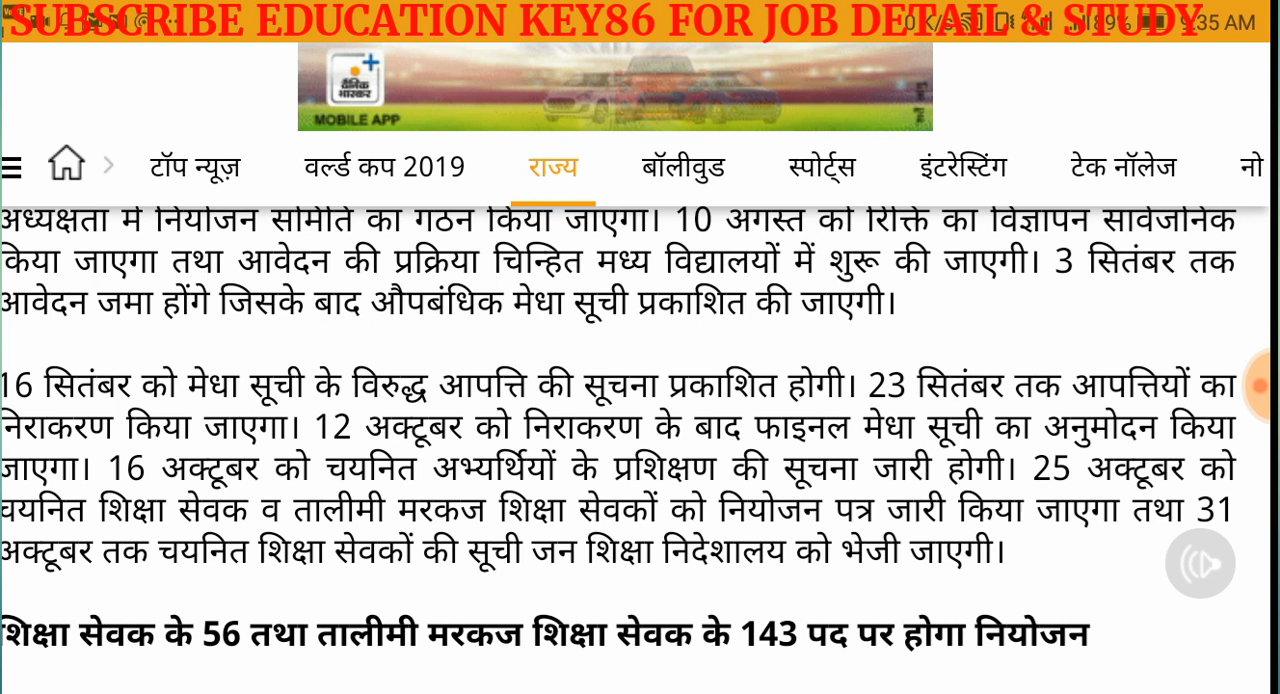 SUBSCRIBE EDUCATION KEY86 FOR JOB DETAIL & STUDY
89% 9:35 AM
दैनिक
भास्कर
MOBILE APP
टॉप न्यूज़ वर्ल्ड कप 2019 राज्य बॉलीवुड स्पोर्ट्स इंटरेस्टिंग टेक नॉलेज नो
अध्यक्षता में नियोजन समिति का गठन किया जाएगा। 10 अगस्त को रिक्ति का विज्ञापन सार्वजनिक
किया जाएगा तथा आवेदन की प्रक्रिया चिन्हित मध्य विद्यालयों में शुरू की जाएगी। 3 सितंबर तक
आवेदन जमा होंगे जिसके बाद औपबंधिक मेधा सूची प्रकाशित की जाएगी।
16 सितंबर को मेधा सूची के विरुद्ध आपत्ति की सूचना प्रकाशित होगी। 23 सितंबर तक आपत्तियों का
निराकरण किया जाएगा। 12 अक्टूबर को निराकरण के बाद फाइनल मेधा सूची का अनुमोदन किया
जाएगा। 16 अक्टूबर को चयनित अभ्यर्थियों के प्रशिक्षण की सूचना जारी होगी। 25 अक्टूबर को
चयनित शिक्षा सेवक व तालीमी मरकज शिक्षा सेवकों को नियोजन पत्र जारी किया जाएगा तथा 31
अक्टूबर तक चयनित शिक्षा सेवकों की सूची जन शिक्षा निदेशालय को भेजी जाएगी।
शिक्षा सेवक के 56 तथा तालीमी मरकज शिक्षा सेवक के 143 पद पर होगा नियोजन